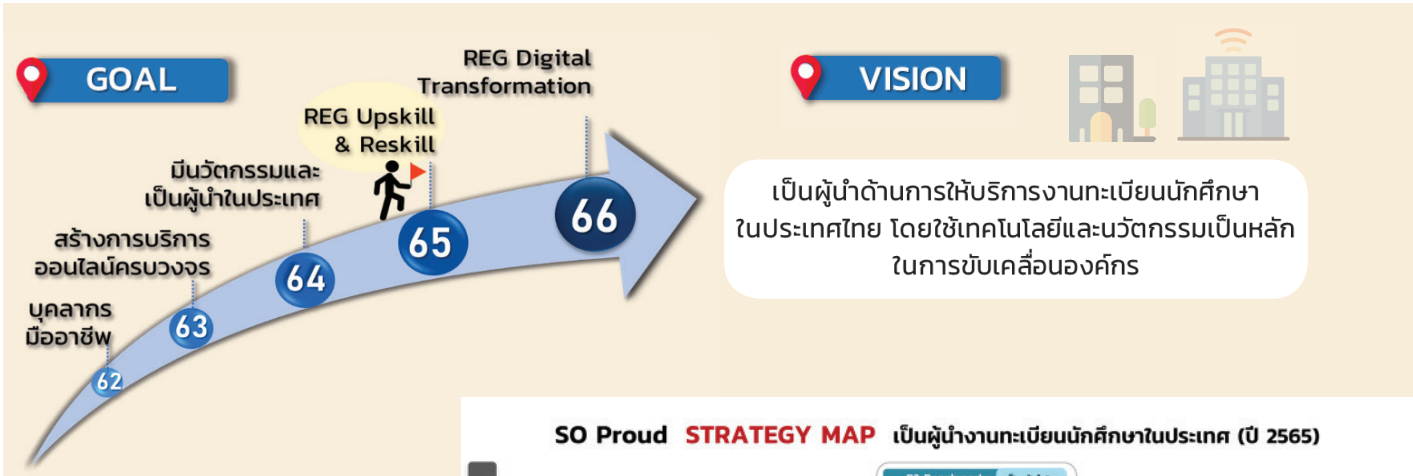 GOAL
REG Digital
Transformation
REG Upskill
& Reskill
มีนวัตกรรมและ
เป็นผู้นำในประเทศ
สร้างการบริการ
ออนไลน์ครบวงจร
บุคลากร
มืออาชีพ
62
63
64
65
66
VISION
เป็นผู้นำด้านการให้บริการงานทะเบียนนักศึกษา
ในประเทศไทย โดยใช้เทคโนโลยีและนวัตกรรมเป็นหลัก
ในการขับเคลื่อนองค์กร
SO Proud STRATEGY MAP เป็นผู้นำงานทะเบียนนักศึกษาในประเทศ (ปี 2565)